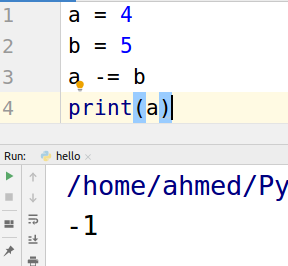 1 a = 4
2 b = 5
3 a -= b
4 print(a)
Run: hello ×
/home/ahmed/Py
-1